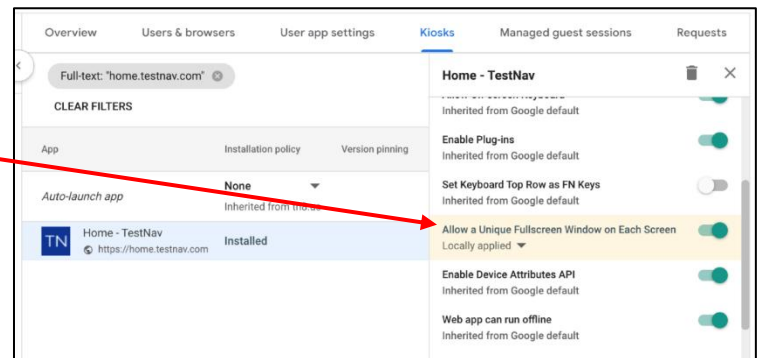 Overview Users & browsers User app settings Kiosks Managed guest sessions Requests
Full-text: "home.testnav.com"
CLEAR FILTERS
App Installation policy Version pinning
Auto-launch app
None
Inherited from
TN
Home - TestNav
https://home.testnav.com
Installed
Home - TestNav
Inherited from Google default
Enable Plug-ins
Inherited from Google default
Set Keyboard Top Row as FN Keys
Inherited from Google default
Allow a Unique Fullscreen Window on Each Screen
Locally applied
Enable Device Attributes API
Inherited from Google default
Web app can run offline
Inherited from Google default